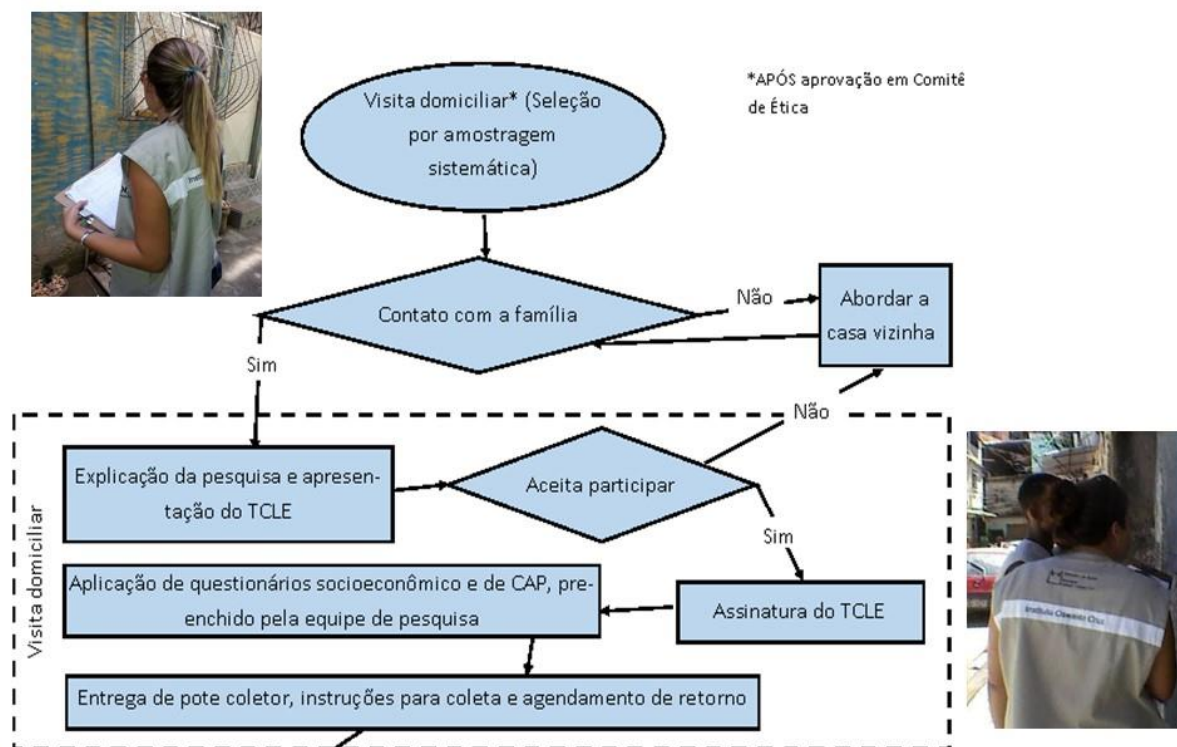 *APÓS aprovação em Comitê
de Ética
Visita domiciliar* (Seleção
por amostragem
sistemática)
Contato com a família
Não
Abordar a
casa vizinha
Sim
Não
Visita domiciliar
Explicação da pesquisa e apresen-
tação do TCLE
Aceita participar
Sim
Aplicação de questionários socioeconômico e de CAP, pre-
enchido pela equipe de pesquisa
Assinatura do TCLE
Entrega de pote coletor, instruções para coleta e agendamento de retorno
Instituto Oswaldo Cruz